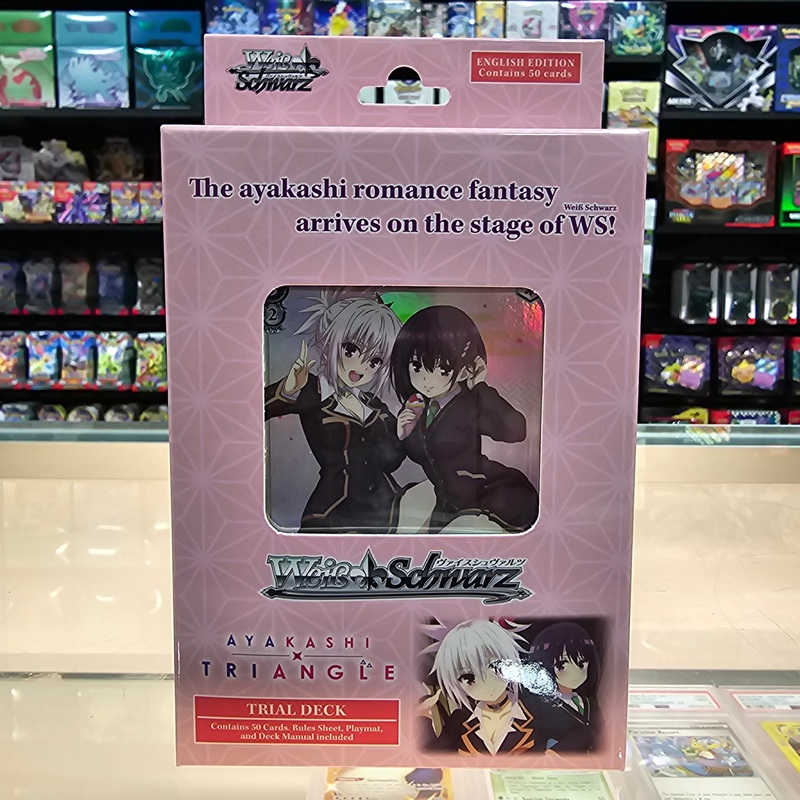 Weiß Schwarz
ENGLISH EDITION
Contains 50 cards
The ayakashi romance fantasy
Weiß Schwarz
arrives on the stage of WS!
2
ヴァイスシュヴァルツ
Weiß Schwarz
AYAKASHI
TRIANGLE
TRIAL DECK
Contains 50 Cards. Rules Sheet, Playmat,
and Deck Manual included